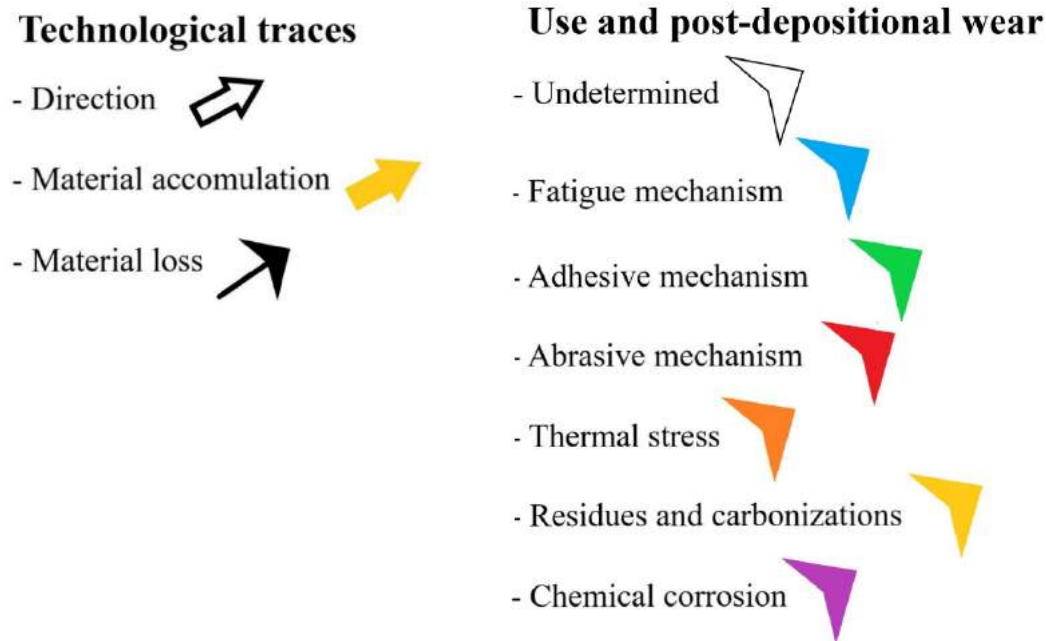 Technological traces
- Direction
- Material accomulation
- Material loss
Use and post-depositional wear
- Undetermined
- Fatigue mechanism
- Adhesive mechanism
- Abrasive mechanism
- Thermal stress
- Residues and carbonizations
- Chemical corrosion